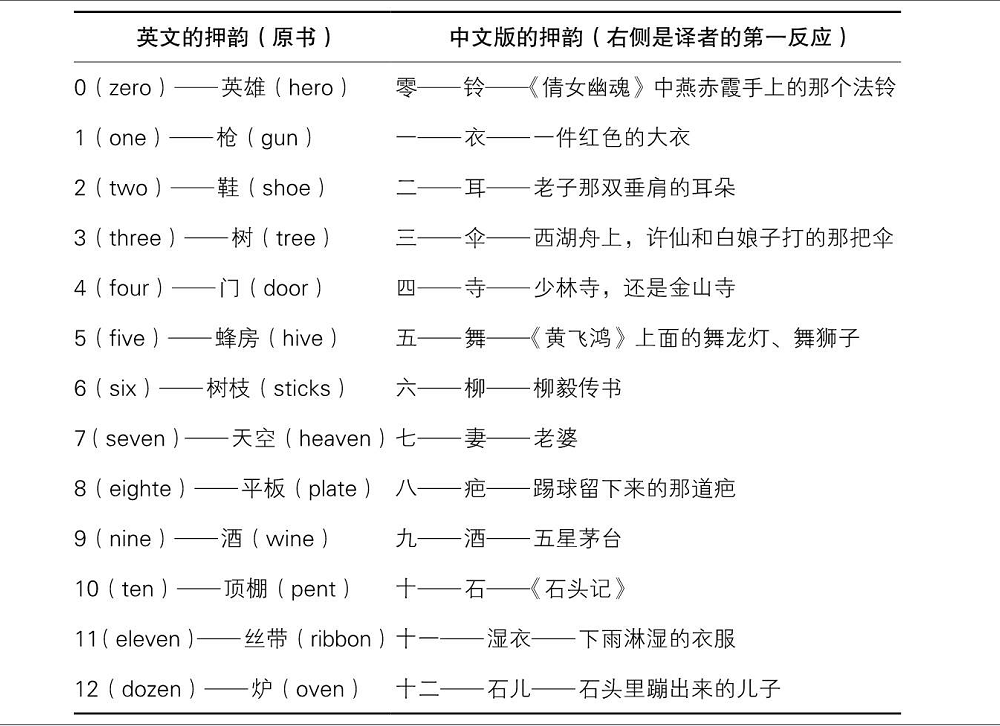 英文的押韵（原书） 中文版的押韵（右侧是译者的第一反应）
0（zero）——英雄（hero） 零——铃——《倩女幽魂》中燕赤霞手上的那个法铃
1（one）——枪（gun） 一——衣——一件红色的大衣
2（two）——鞋（shoe） 二——耳——老子那双垂肩的耳朵
3（three）——树（tree） 三——伞——西湖舟上，许仙和白娘子打的那把伞
4（four）——门（door） 四——寺——少林寺，还是金山寺
5（five）——蜂房（hive） 五——舞——《黄飞鸿》上面的舞龙灯、舞狮子
6（six）——树枝（sticks） 六——柳——柳毅传书
7（seven）——天空（heaven） 七——妻——老婆
8（eighte）——平板（plate） 八——疤——踢球留下来的那道疤
9（nine）——酒（wine） 九——酒——五星茅台
10（ten）——顶棚（pent） 十——石——《石头记》
11（eleven）——丝带（ribbon） 十一——湿衣——下雨淋湿的衣服
12（dozen）——炉（oven） 十二——石儿——石头里蹦出来的儿子